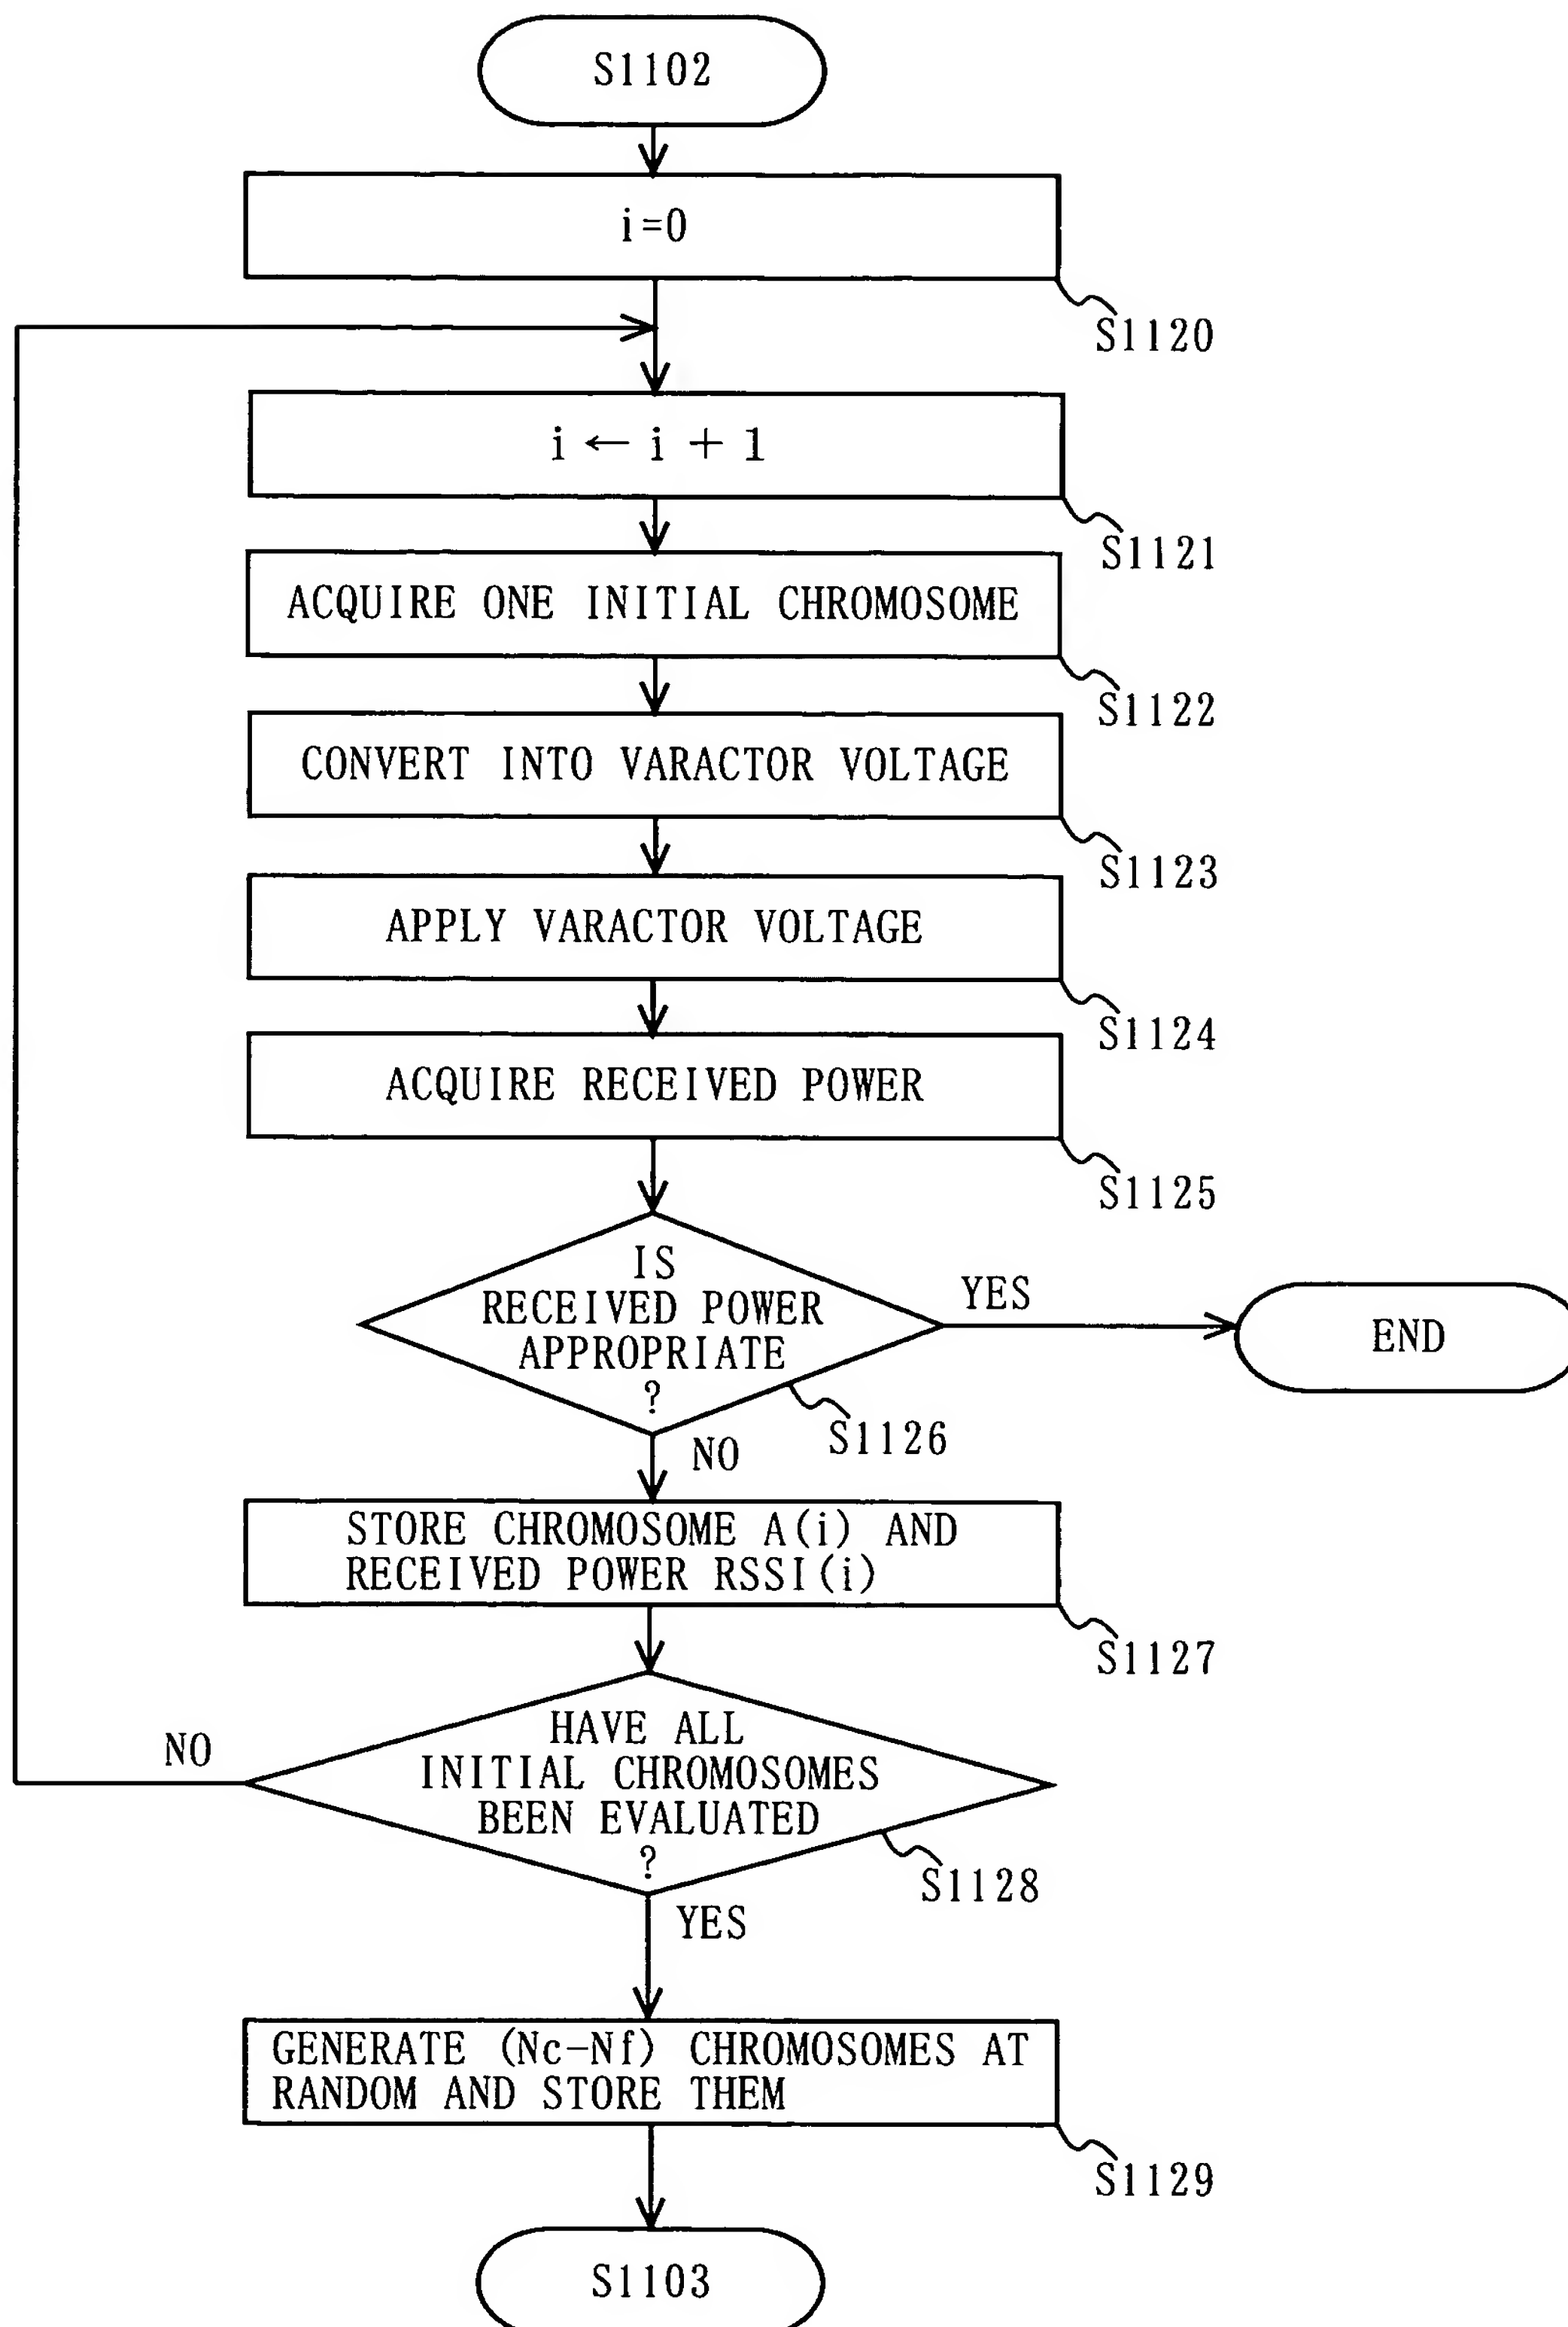 S1102
i=0
S1120
i ← i + 1
S1121
ACQUIRE ONE INITIAL CHROMOSOME
S1122
CONVERT INTO VARACTOR VOLTAGE
S1123
APPLY VARACTOR VOLTAGE
S1124
ACQUIRE RECEIVED POWER
S1125
IS
RECEIVED POWER
APPROPRIATE
?
YES
END
S1126
NO
STORE CHROMOSOME A(i) AND
RECEIVED POWER RSSI(i)
S1127
HAVE ALL
INITIAL CHROMOSOMES
BEEN EVALUATED
?
NO
S1128
YES
GENERATE (Nc-Nf) CHROMOSOMES AT
RANDOM AND STORE THEM
S1129
S1103